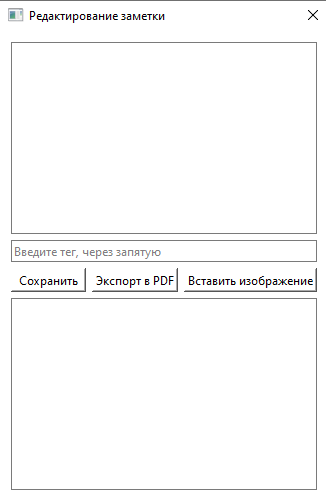 Редактирование заметки
Введите тег, через запятую
Сохранить
Экспорт в PDF
Вставить изображение